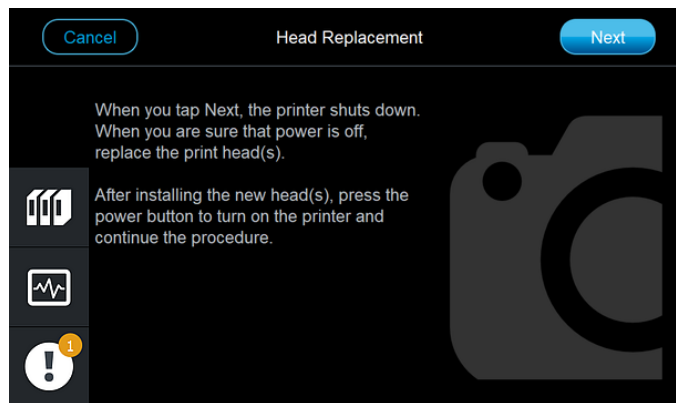 Cancel
Head Replacement
Next
When you tap Next, the printer shuts down.
When you are sure that power is off,
replace the print head(s).
After installing the new head(s), press the
power button to turn on the printer and
continue the procedure.
!
1